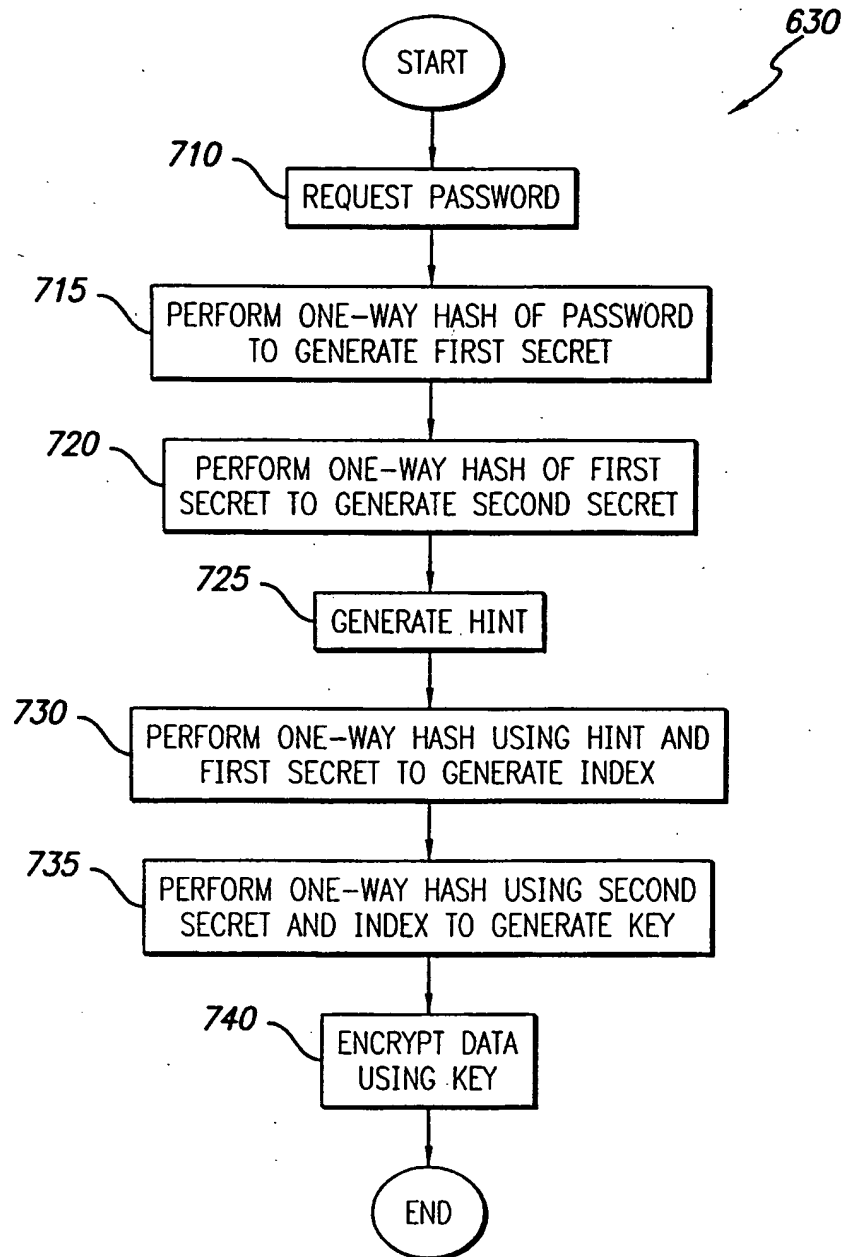 630
START
710
REQUEST PASSWORD
715
PERFORM ONE-WAY HASH OF PASSWORD
TO GENERATE FIRST SECRET
720
PERFORM ONE-WAY HASH OF FIRST
SECRET TO GENERATE SECOND SECRET
725
GENERATE HINT
730
PERFORM ONE-WAY HASH USING HINT AND
FIRST SECRET TO GENERATE INDEX
735
PERFORM ONE-WAY HASH USING SECOND
SECRET AND INDEX TO GENERATE KEY
740
ENCRYPT DATA
USING KEY
END